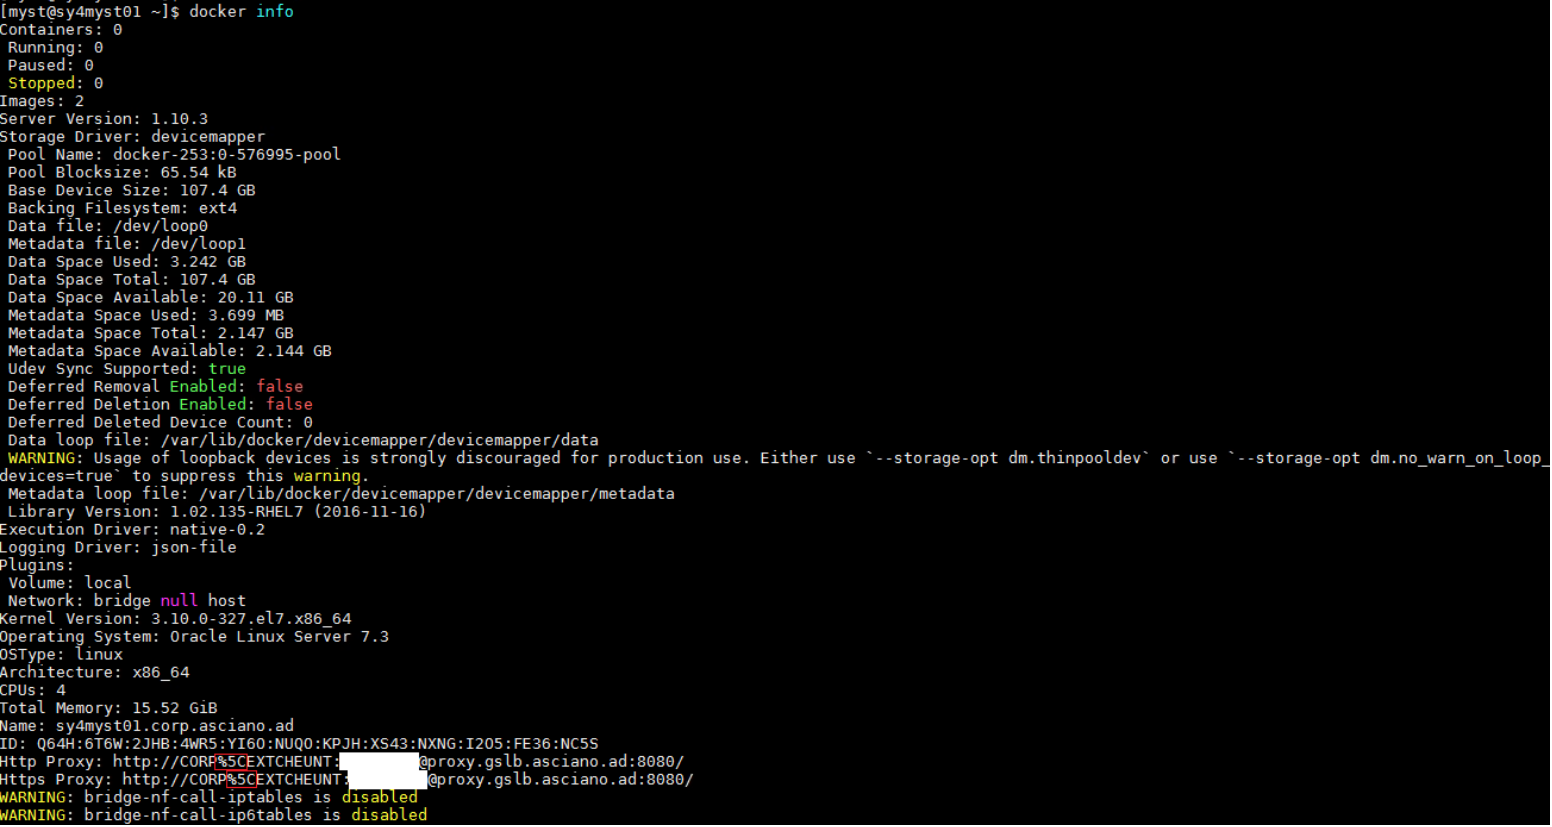 [myst@sy4myst01 ~]$ docker info
Containers: 0
 Running: 0
 Paused: 0
 Stopped: 0
Images: 2
Server Version: 1.10.3
Storage Driver: devicemapper
 Pool Name: docker-253:0-576995-pool
 Pool Blocksize: 65.54 kB
 Base Device Size: 107.4 GB
 Backing Filesystem: ext4
 Data file: /dev/loop0
 Metadata file: /dev/loop1
 Data Space Used: 3.242 GB
 Data Space Total: 107.4 GB
 Data Space Available: 20.11 GB
 Metadata Space Used: 3.699 MB
 Metadata Space Total: 2.147 GB
 Metadata Space Available: 2.144 GB
 Udev Sync Supported: true
 Deferred Removal Enabled: false
 Deferred Deletion Enabled: false
 Deferred Deleted Device Count: 0
 Data loop file: /var/lib/docker/devicemapper/devicemapper/data
 WARNING: Usage of loopback devices is strongly discouraged for production use. Either use `--storage-opt dm.thinpooldev` or use `--storage-opt dm.no_warn_on_loop_
devices=true` to suppress this warning.
 Metadata loop file: /var/lib/docker/devicemapper/devicemapper/metadata
 Library Version: 1.02.135-RHEL7 (2016-11-16)
Execution Driver: native-0.2
Logging Driver: json-file
Plugins:
 Volume: local
 Network: bridge null host
Kernel Version: 3.10.0-327.el7.x86_64
Operating System: Oracle Linux Server 7.3
OSType: linux
Architecture: x86_64
CPUs: 4
Total Memory: 15.52 GiB
Name: sy4myst01.corp.asciano.ad
ID: Q64H:6T6W:2JHB:4WR5:YI6O:NUQO:KPJH:XS43:NXNG:I2O5:FE36:NC5S
Http Proxy: http://CORP%5CEXTCHEUNT:@proxy.gslb.asciano.ad:8080/
Https Proxy: http://CORP%5CEXTCHEUNT:@proxy.gslb.asciano.ad:8080/
WARNING: bridge-nf-call-iptables is disabled
WARNING: bridge-nf-call-ip6tables is disabled